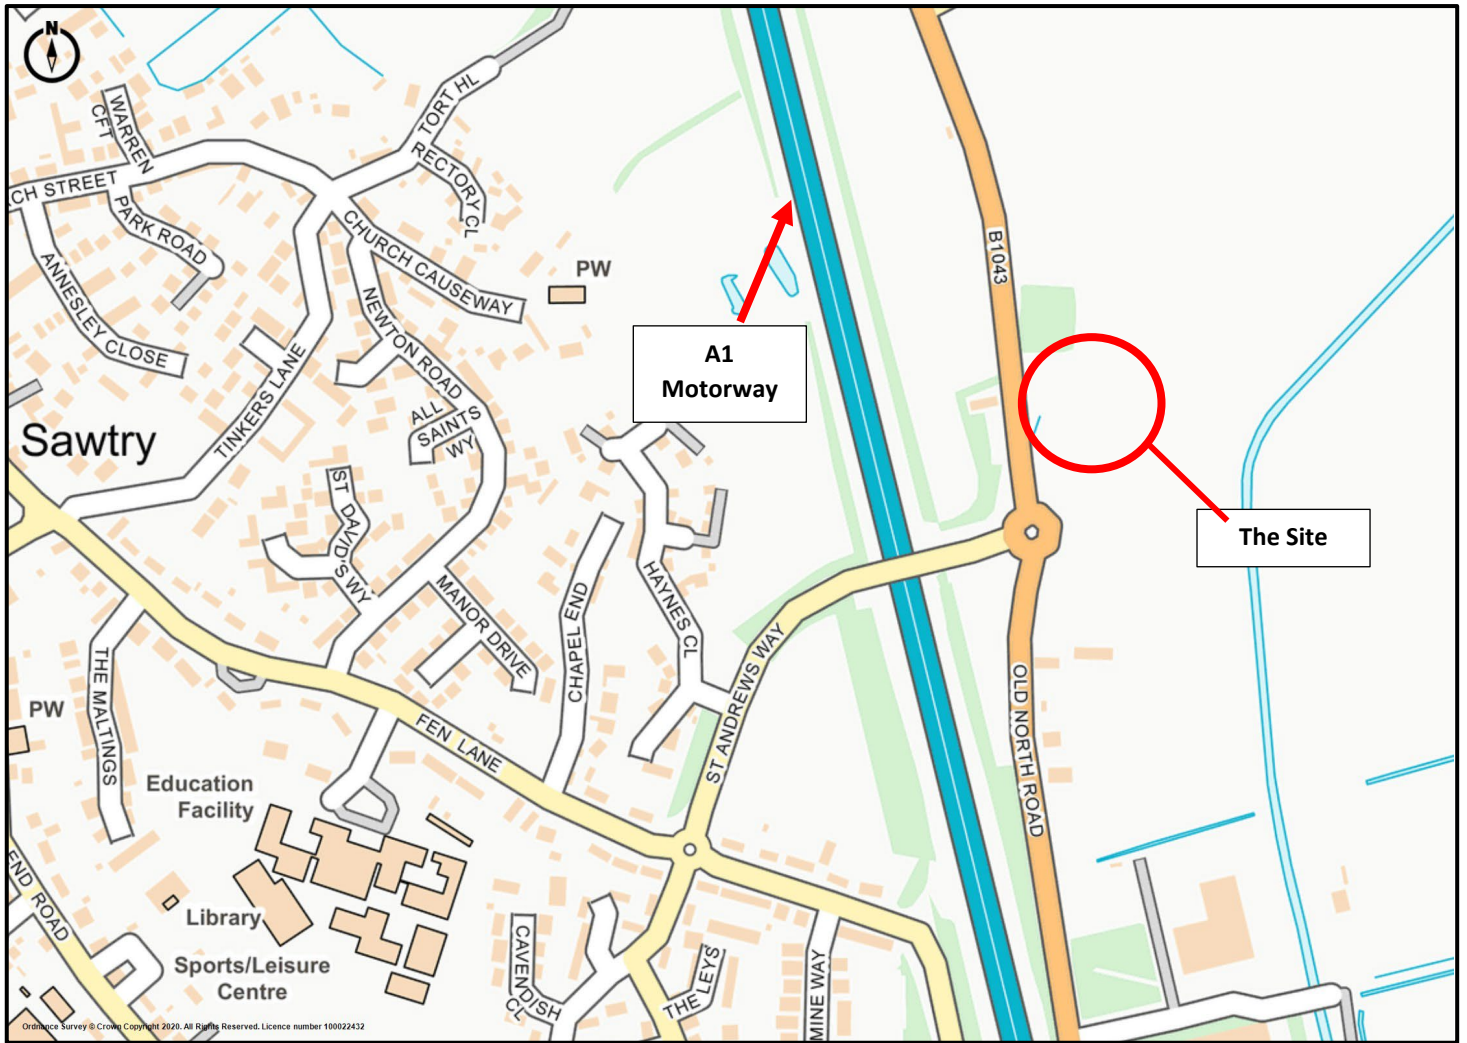 N
TORT HL
WARREN
CFT
RECTORY CL
CH STREET
PARK ROAD
CHURCH CAUSEWAY
ANNESLEY CLOSE
PW
B1043
NEWTON ROAD
A1
Motorway
TINKERS LANE
ALL
SAINTS
WY
Sawtry
ST DAVID'S WY
The Site
HAYNES CL
MANOR DRIVE
CHAPEL END
ST ANDREWS WAY
THE MALTINGS
PW
FEN LANE
OLD NORTH ROAD
Education
Facility
END ROAD
Library
Sports/Leisure
Centre
CAVENDISH
CL
THE LEYS
MINE WAY
Ordnance Survey © Crown Copyright 2020. All Rights Reserved. Licence number 100022432